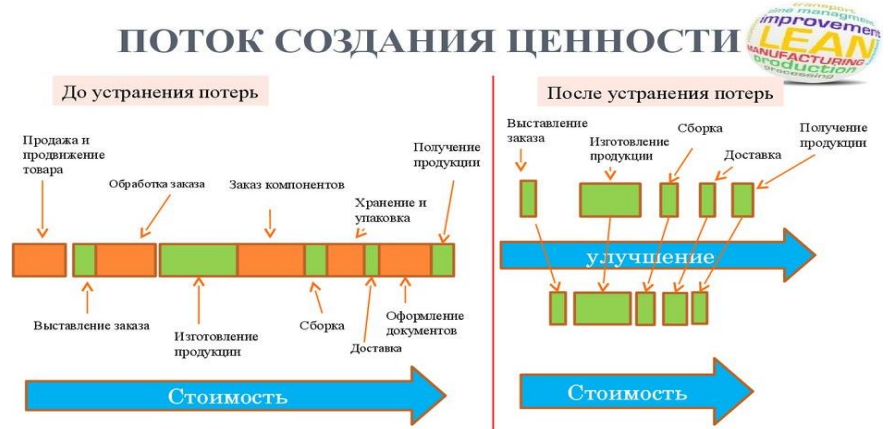 ПОТОК СОЗДАНИЯ ЦЕННОСТИ
transport
improvement
LEAN
MANUFACTURING
production
processing
До устранения потерь
Продажа и
продвижение
товара
Обработка заказа
Заказ компонентов
Хранение и
упаковка
Получение
продукции
Выставление заказа
Изготовление
продукции
Сборка
Доставка
Оформление
документов
Стоимость
После устранения потерь
Выставление
заказа
Изготовление
продукции
Сборка
Доставка
Получение
продукции
улучшение
Стоимость